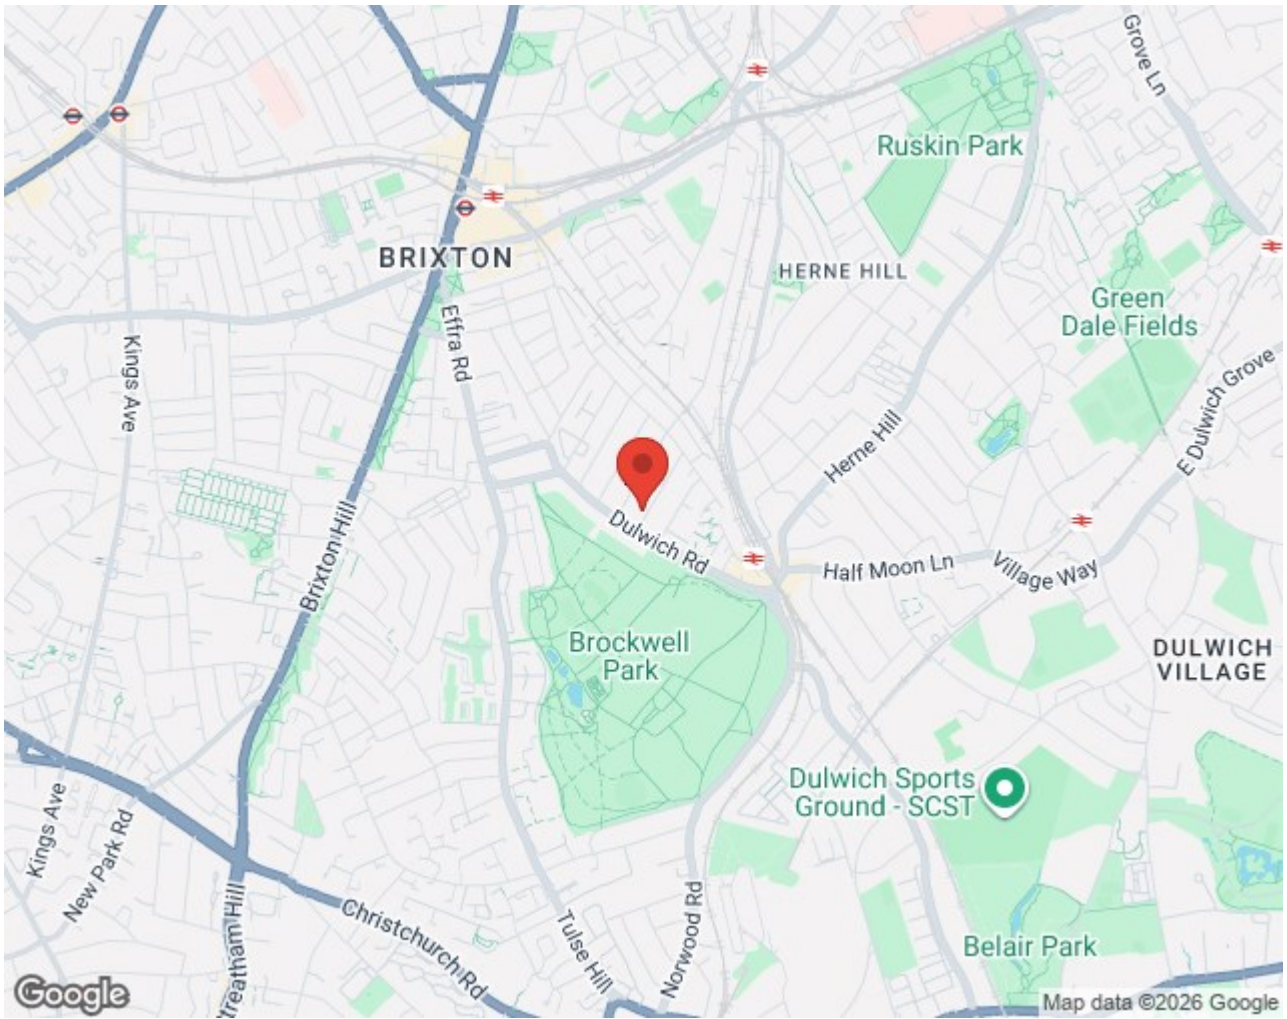 Grove Ln
Ruskin Park
BRIXTON
HERNE HILL
Green
Dale Fields
Effra Rd
Kings Ave
E Dulwich Grove
Herne Hill
Brixton Hill
Dulwich Rd
Half Moon Ln
Village Way
Brockwell
Park
DULWICH
VILLAGE
Dulwich Sports
Ground - SCST
Kings Ave
New Park Rd
Streatham Hill
Christchurch Rd
Tulse Hill
Norwood Rd
Belair Park
Google
Map data ©2026 Google